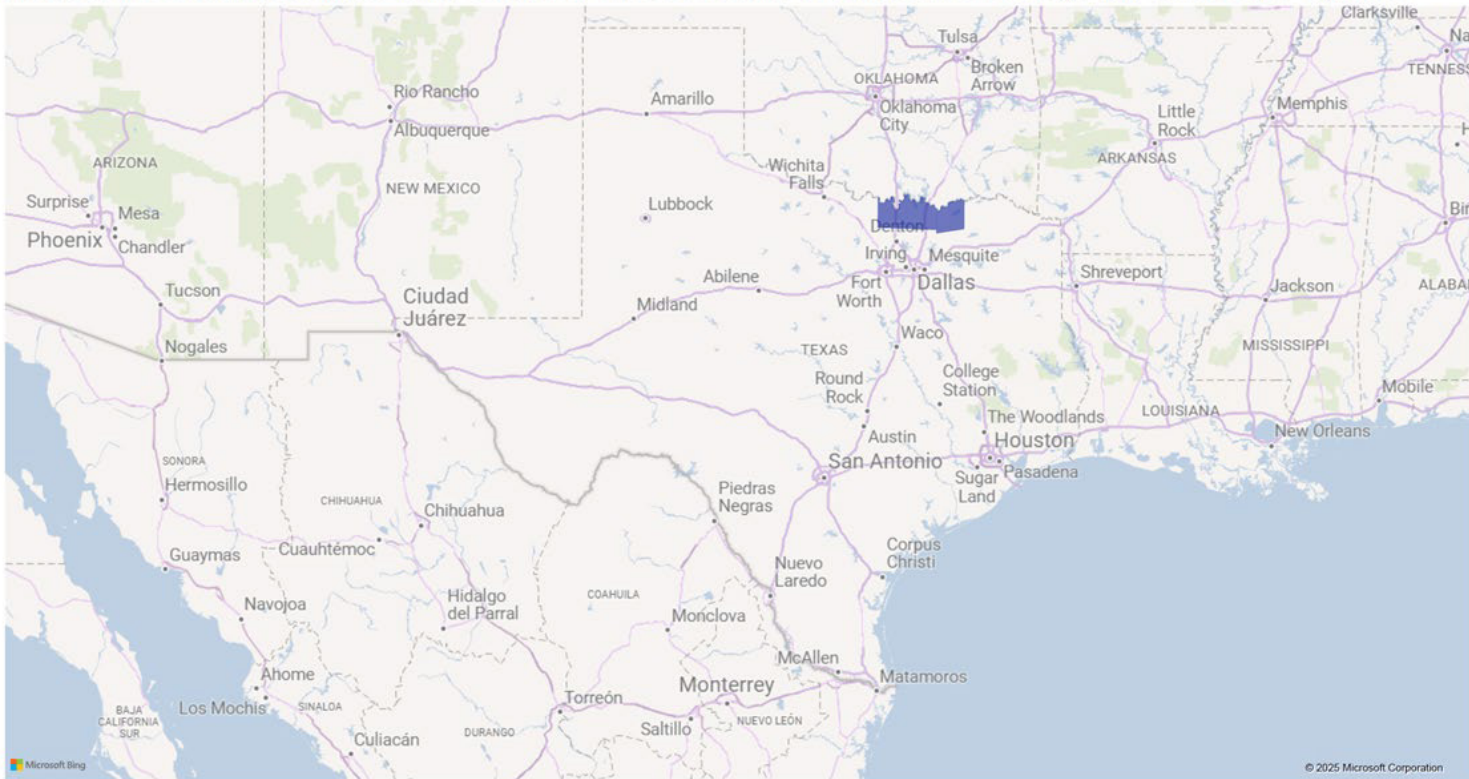 Clarksville
Tulsa
Broken
Arrow
OKLAHOMA
Oklahoma
City
TENNESS
Rio Rancho
Albuquerque
Amarillo
Little
Rock
Memphis
ARKANSAS
ARIZONA
NEW MEXICO
Wichita
Falls
Surprise
Mesa
Phoenix
Chandler
Lubbock
Denton
Irving
Mesquite
Fort
Worth
Dallas
Abilene
Shreveport
Jackson
ALABA
Tucson
Ciudad
Juárez
Midland
Nogales
Waco
TEXAS
MISSISSIPPI
Round
Rock
College
Station
Mobile
The Woodlands
LOUISIANA
Austin
Houston
New Orleans
San Antonio
Pasadena
Sugar
Land
SONORA
Hermosillo
CHIHUAHUA
Chihuahua
Piedras
Negras
Cuauhtémoc
Guaymas
Nuevo
Laredo
Corpus
Christi
Navojoa
Hidalgo
del Parral
COAHUILA
Monclova
McAllen
Matamoros
Ahome
Los Mochis
SINALOA
Torreón
Monterrey
BAJA
CALIFORNIA
SUR
Saltillo
NUEVO LEÓN
DURANGO
Culiacán
Microsoft Bing
© 2025 Microsoft Corporation